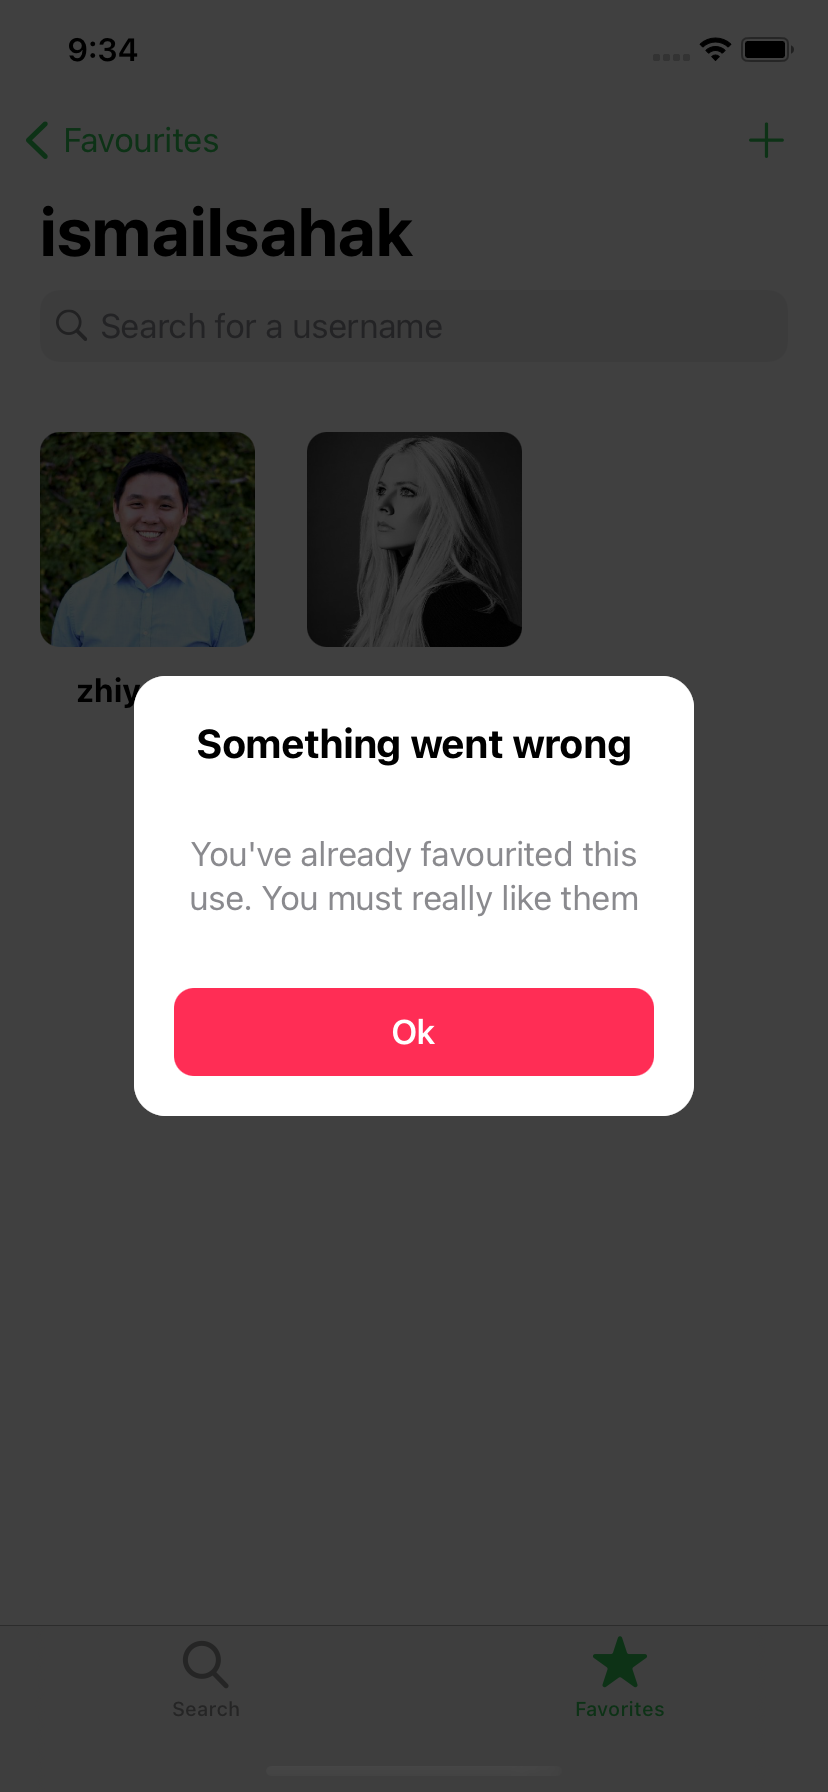 9:34
Favourites
ismailsahak
Search for a username
Something went wrong
You've already favourited this
use. You must really like them
Ok
Search
Favorites